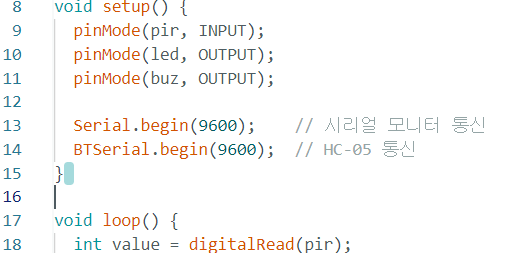 8 void setup() {
9 pinMode(pir, INPUT);
10 pinMode(led, OUTPUT);
11 pinMode(buz, OUTPUT);
12
13 Serial.begin(9600); // 시리얼 모니터 통신
14 BTSerial.begin(9600); // HC-05 통신
15 }
16
17 void loop() {
18 int value = digitalRead(pir);